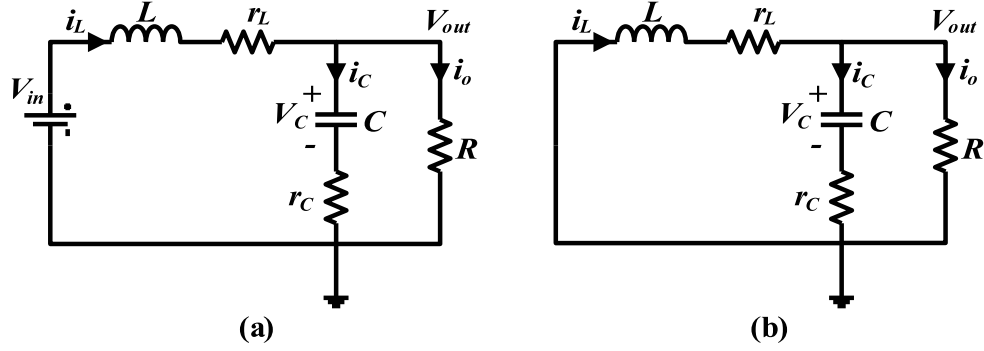 i_L L r_L V_out
V_in
i_C i_o
+
V_C C
-
R
r_C
(a)
i_L L r_L V_out
i_C i_o
+
V_C C
-
R
r_C
(b)